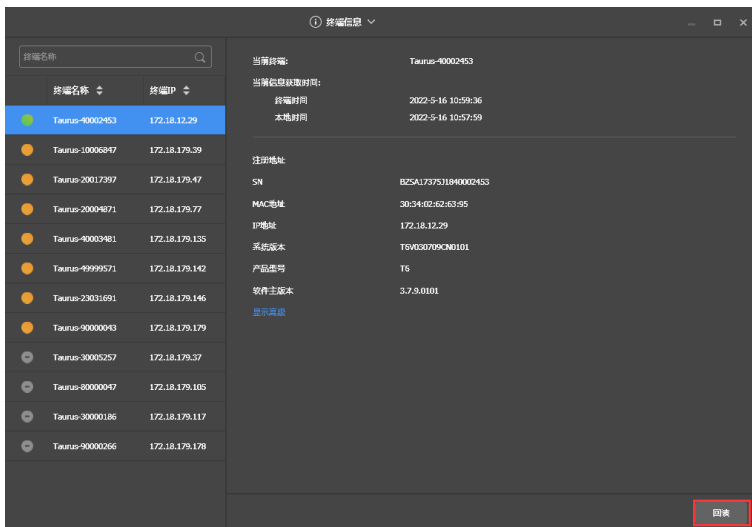 终端信息
终端名称
终端名称 终端IP
Taurus-40002453 172.18.12.29
Taurus-10006847 172.18.179.39
Taurus-20017397 172.18.179.47
Taurus-20004871 172.18.179.77
Taurus-40003481 172.18.179.135
Taurus-49999571 172.18.179.142
Taurus-23031691 172.18.179.146
Taurus-90000043 172.18.179.179
Taurus-30005257 172.18.179.37
Taurus-80000047 172.18.179.105
Taurus-30000186 172.18.179.117
Taurus-90000266 172.18.179.178
当前终端: Taurus-40002453
当前信息获取时间:
终端时间 2022-5-16 10:59:36
本地时间 2022-5-16 10:57:59
注册地址
SN BZSA17375J1840002453
MAC地址 30:34:02:62:63:95
IP地址 172.18.12.29
系统版本 T6V030709CN0101
产品型号 T6
软件主版本 3.7.9.0101
显示高级
回读